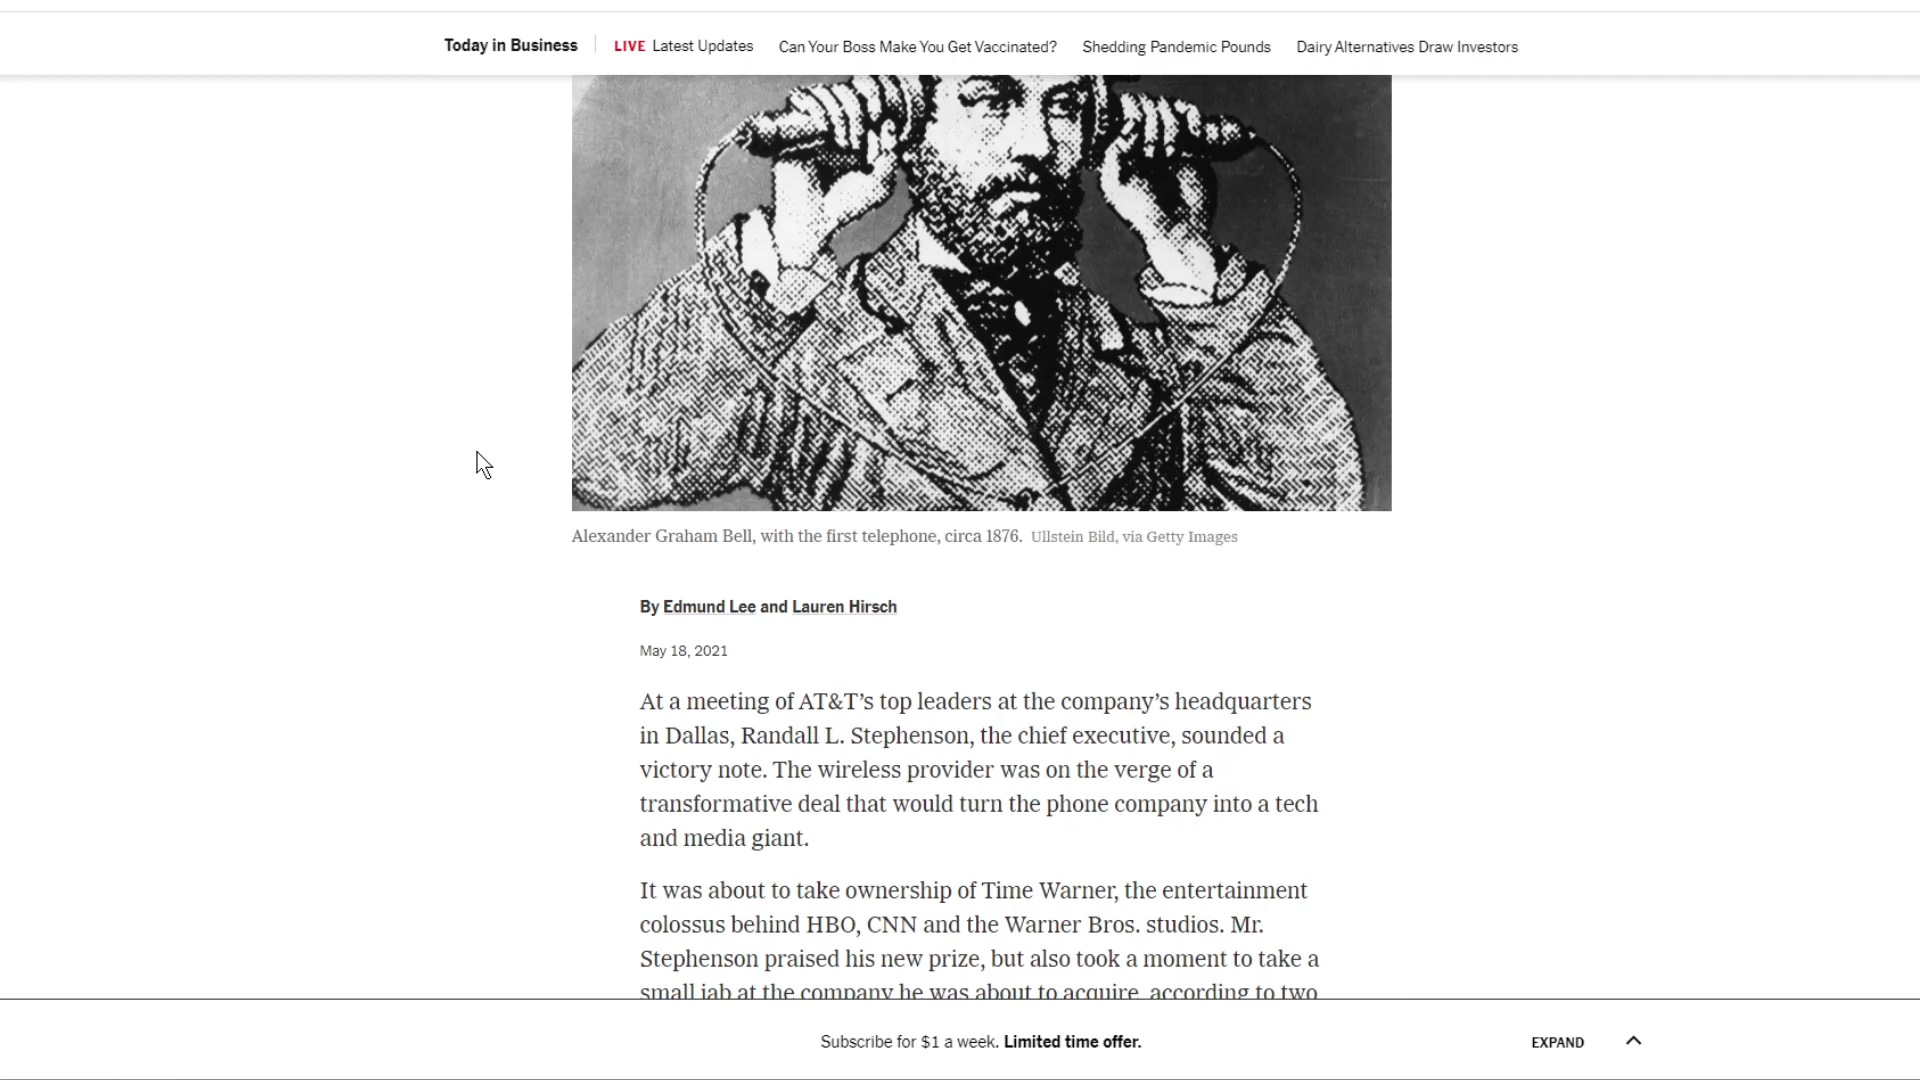 Today in Business LIVE Latest Updates Can Your Boss Make You Get Vaccinated? Shedding Pandemic Pounds Dairy Alternatives Draw Investors
Alexander Graham Bell, with the first telephone, circa 1876. Ullstein Bild, via Getty Images
By Edmund Lee and Lauren Hirsch
May 18, 2021
At a meeting of AT&T’s top leaders at the company’s headquarters
in Dallas, Randall L. Stephenson, the chief executive, sounded a
victory note. The wireless provider was on the verge of a
transformative deal that would turn the phone company into a tech
and media giant.
It was about to take ownership of Time Warner, the entertainment
colossus behind HBO, CNN and the Warner Bros. studios. Mr.
Stephenson praised his new prize, but also took a moment to take a
small jab at the company he was about to acquire, according to two
Subscribe for $1 a week. Limited time offer. EXPAND